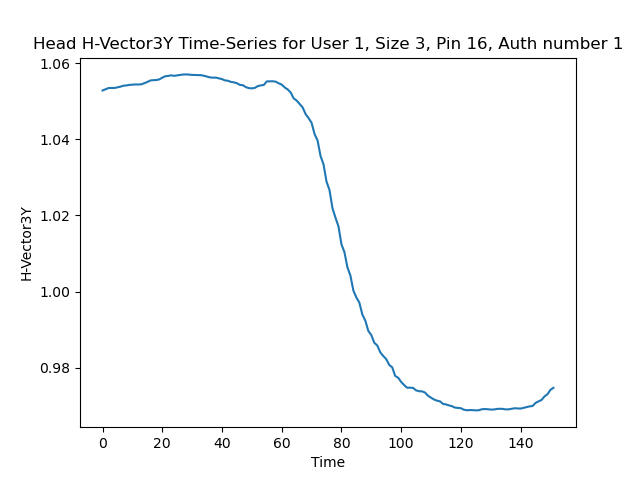 Head H-Vector3Y Time-Series for User 1, Size 3, Pin 16, Auth number 1
1.06
1.04
1.02
1.00
0.98
H-Vector3Y
0 20 40 60 80 100 120 140
Time